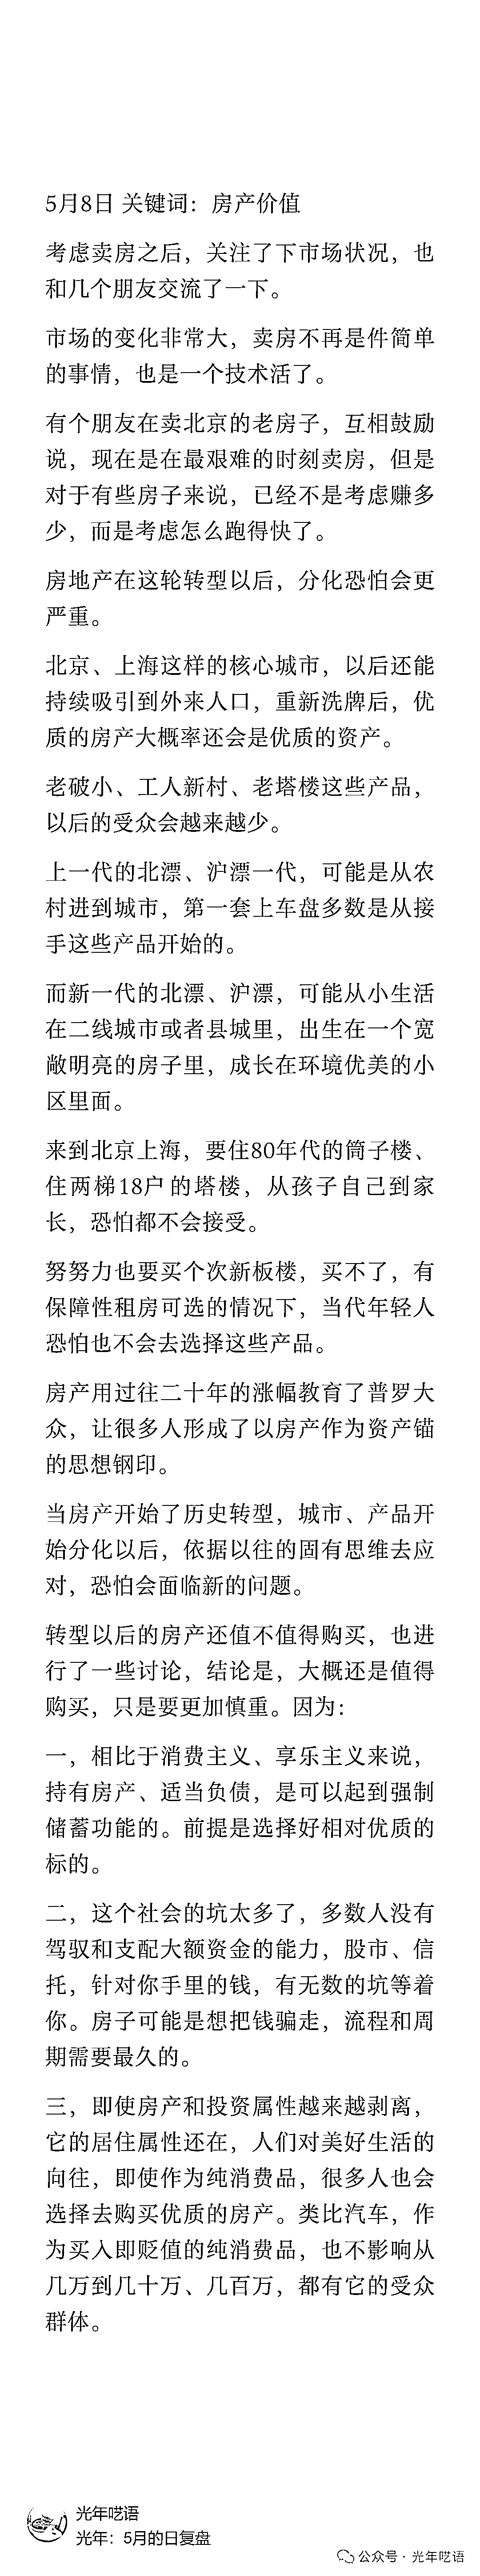 5月8日 关键词：房产价值
考虑卖房之后，关注了下市场状况，也
和几个朋友交流了一下。
市场的变化非常大，卖房不再是件简单
的事情，也是一个技术活了。
有个朋友在卖北京的老房子，互相鼓励
说，现在是在最艰难的时刻卖房，但是
对于有些房子来说，已经不是考虑赚多
少，而是考虑怎么跑得快了。
房地产在这轮转型以后，分化恐怕会更
严重。
北京、上海这样的核心城市，以后还能
持续吸引到外来人口，重新洗牌后，优
质的房产大概率还会是优质的资产。
老破小、工人新村、老塔楼这些产品，
以后的受众会越来越少。
上一代的北漂、沪漂一代，可能是从农
村进到城市，第一套上车盘多数是从接
手这些产品开始的。
而新一代的北漂、沪漂，可能从小生活
在二线城市或者县城里，出生在一个宽
敞明亮的房子里，成长在环境优美的小
区里面。
来到北京上海，要住80年代的筒子楼、
住两梯18户的塔楼，从孩子自己到家
长，恐怕都不会接受。
努努力也要买个次新板楼，买不了，有
保障性租房可选的情况下，当代年轻人
恐怕也不会去选择这些产品。
房产用过往二十年的涨幅教育了普罗大
众，让很多人形成了以房产作为资产锚
的思想钢印。
当房产开始了历史转型，城市、产品开
始分化以后，依据以往的固有思维去应
对，恐怕会面临新的问题。
转型以后的房产还值不值得购买，也进
行了一些讨论，结论是，大概还是值得
购买，只是要更加慎重。因为：
一，相比于消费主义、享乐主义来说，
持有房产、适当负债，是可以起到强制
储蓄功能的。前提是选择好相对优质的
标的。
二，这个社会的坑太多了，多数人没有
驾驭和支配大额资金的能力，股市、信
托，针对你手里的钱，有无数的坑等着
你。房子可能是想把钱骗走，流程和周
期需要最久的。
三，即使房产和投资属性越来越剥离，
它的居住属性还在，人们对美好生活的
向往，即使作为纯消费品，很多人也会
选择去购买优质的房产。类比汽车，作
为买入即贬值的纯消费品，也不影响从
几万到几十万、几百万，都有它的受众
群体。
光年呓语
光年：5月的日复盘
公众号·光年呓语